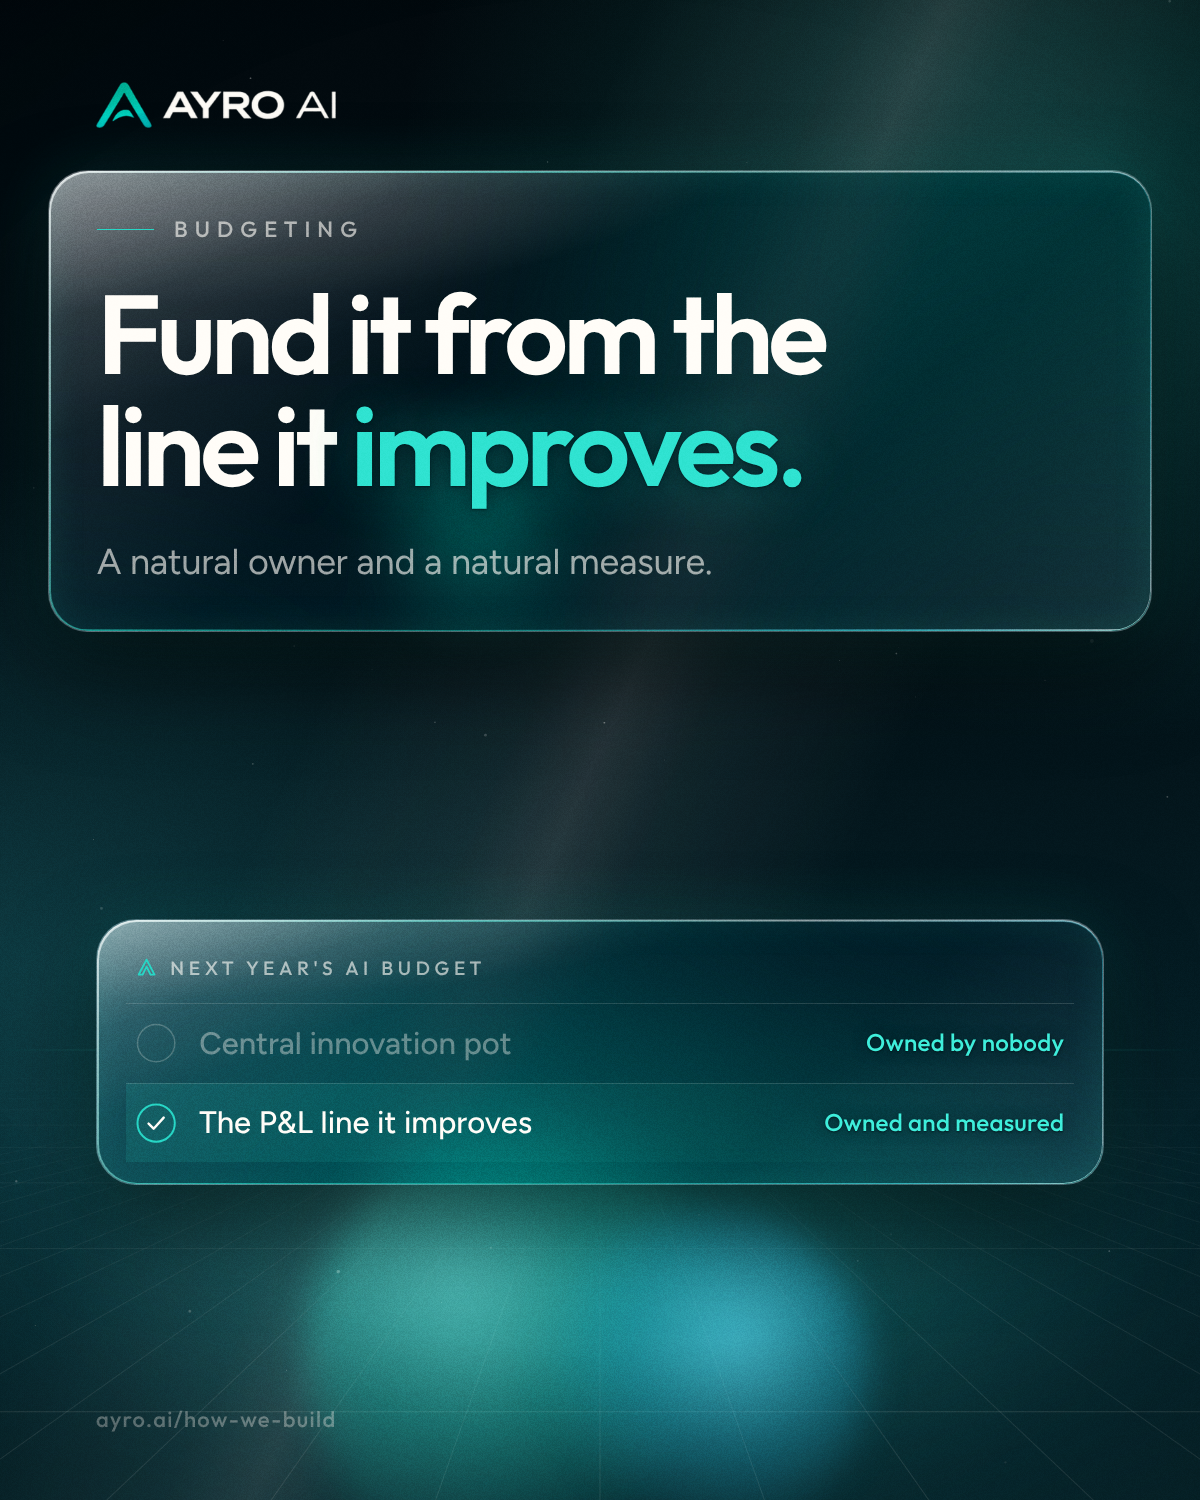 AYRO AI
BUDGETING
Fund it from the
line it improves.
A natural owner and a natural measure.
NEXT YEAR'S AI BUDGET
Central innovation pot
Owned by nobody
The P&L line it improves
Owned and measured
ayro.ai/how-we-build